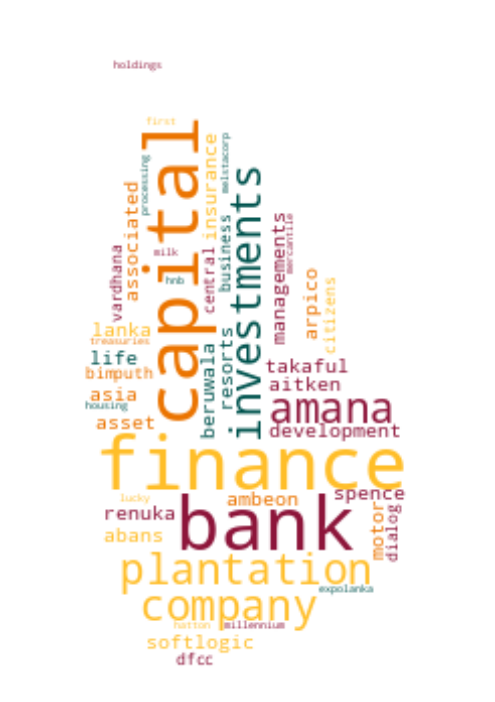 holdings
first
capital
processing
associated
insurance
melstacorp
investments
business
central
milk
hnb
vardhana
managements
mercantile
arpico
citizens
lanka
treasuries
life
bimputh
asia
housing
asset
beruwala
resorts
takaful
aitken
amana
development
finance
lucky
bank
ambeon
spence
renuka
abans
motor
dialog
plantation
expolanka
company
hatton
millennium
softlogic
dfcc